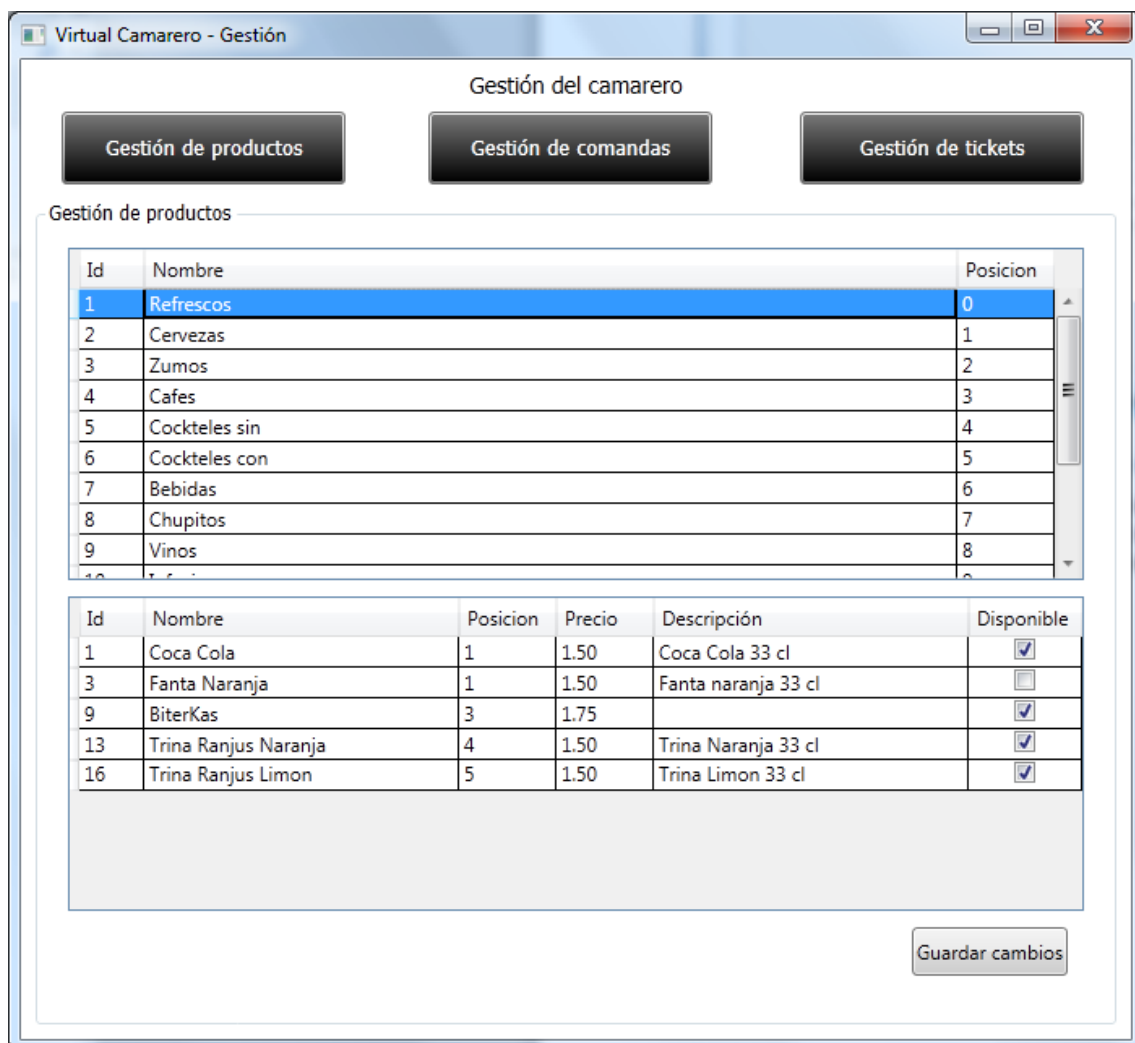 Virtual Camarero - Gestión
Gestión del camarero
Gestión de productos Gestión de comandas Gestión de tickets
Gestión de productos
Id Nombre Posicion
1 Refrescos 0
2 Cervezas 1
3 Zumos 2
4 Cafes 3
5 Cockteles sin 4
6 Cockteles con 5
7 Bebidas 6
8 Chupitos 7
9 Vinos 8
Id Nombre Posicion Precio Descripción Disponible
1 Coca Cola 1 1.50 Coca Cola 33 cl
3 Fanta Naranja 1 1.50 Fanta naranja 33 cl
9 BiterKas 3 1.75
13 Trina Ranjus Naranja 4 1.50 Trina Naranja 33 cl
16 Trina Ranjus Limon 5 1.50 Trina Limon 33 cl
Guardar cambios